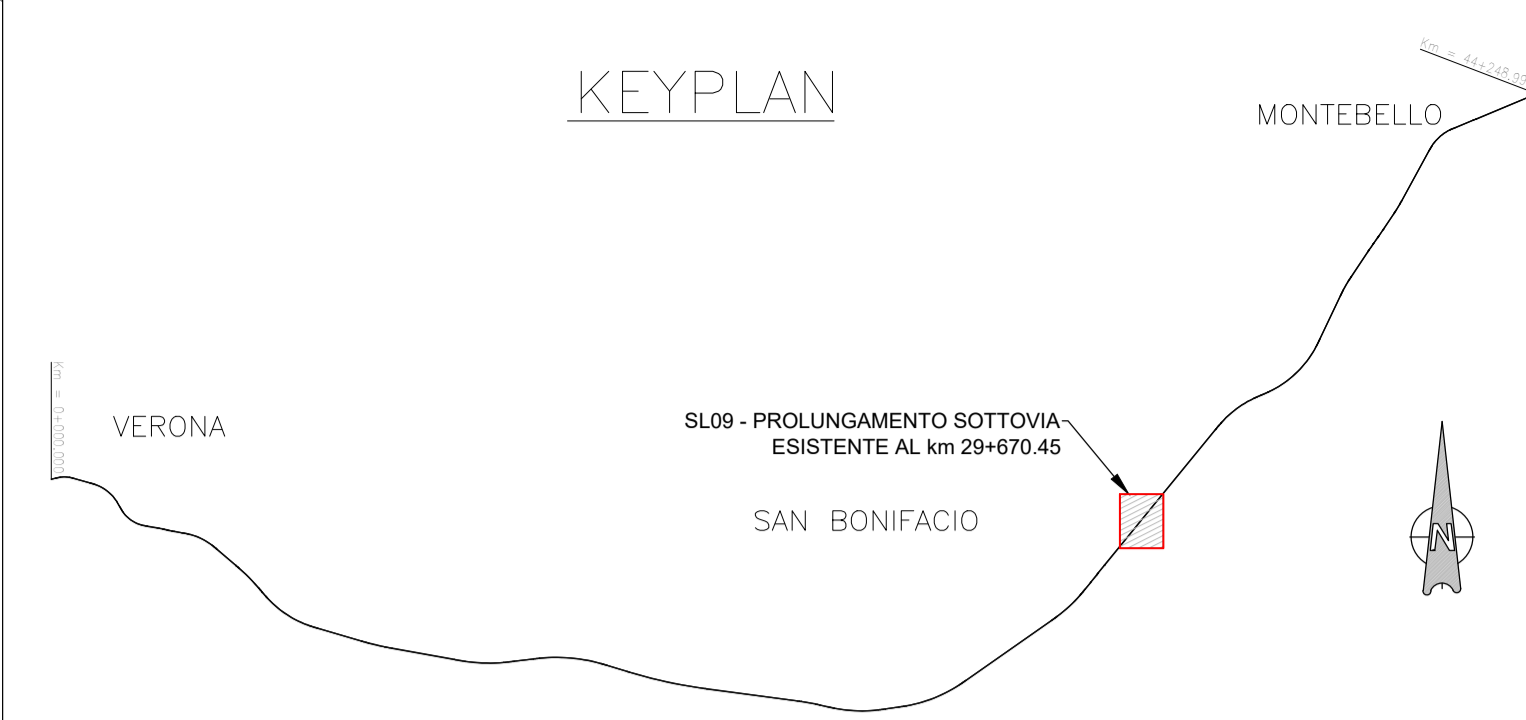 KEYPLAN
Km = 44+248.99
MONTEBELLO
Km = 0+000.000
VERONA
SL09 - PROLUNGAMENTO SOTTOVIA
ESISTENTE AL km 29+670.45
SAN BONIFACIO
N